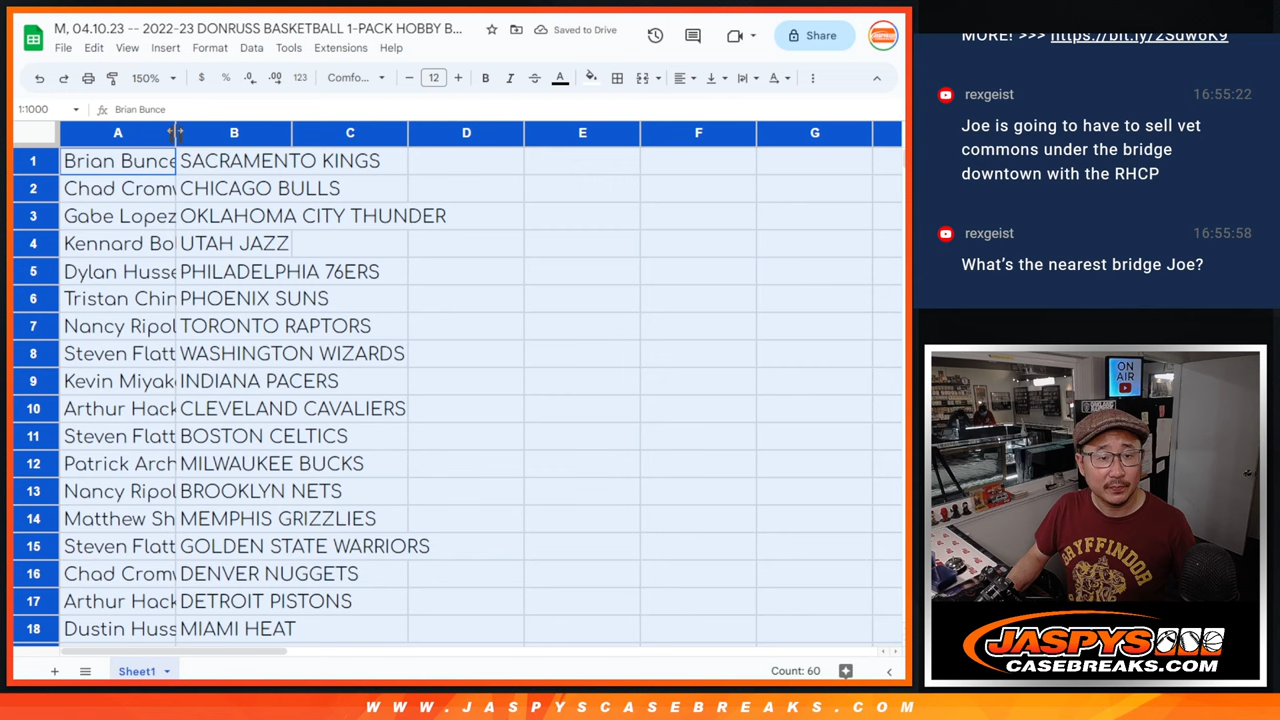 M, 04.10.23 -- 2022-23 DONRUSS BASKETBALL 1-PACK HOBBY B...
Saved to Drive
Share
File Edit View Insert Format Data Tools Extensions Help
150% $ % .0 .00 123 Comfo... 12 B I S A
1:1000 fx Brian Bunce
A B C D E F G
1 Brian Bunce SACRAMENTO KINGS
2 Chad Crom CHICAGO BULLS
3 Gabe Lopez OKLAHOMA CITY THUNDER
4 Kennard Bo UTAH JAZZ
5 Dylan Husse PHILADELPHIA 76ERS
6 Tristan Chin PHOENIX SUNS
7 Nancy Ripol TORONTO RAPTORS
8 Steven Flatt WASHINGTON WIZARDS
9 Kevin Miyak INDIANA PACERS
10 Arthur Hack CLEVELAND CAVALIERS
11 Steven Flatt BOSTON CELTICS
12 Patrick Arch MILWAUKEE BUCKS
13 Nancy Ripol BROOKLYN NETS
14 Matthew Sh MEMPHIS GRIZZLIES
15 Steven Flatt GOLDEN STATE WARRIORS
16 Chad Crom DENVER NUGGETS
17 Arthur Hack DETROIT PISTONS
18 Dustin Huss MIAMI HEAT
Sheet1
Count: 60
MORE! >>> https://bit.ly/2Sdw6K9
rexgeist 16:55:22
Joe is going to have to sell vet
commons under the bridge
downtown with the RHCP
rexgeist 16:55:58
What's the nearest bridge Joe?
ON
AIR
GRYFFINDOR
JASPYS
CASEBREAKS.COM
WWW.JASPYSCASEBREAKS.COM